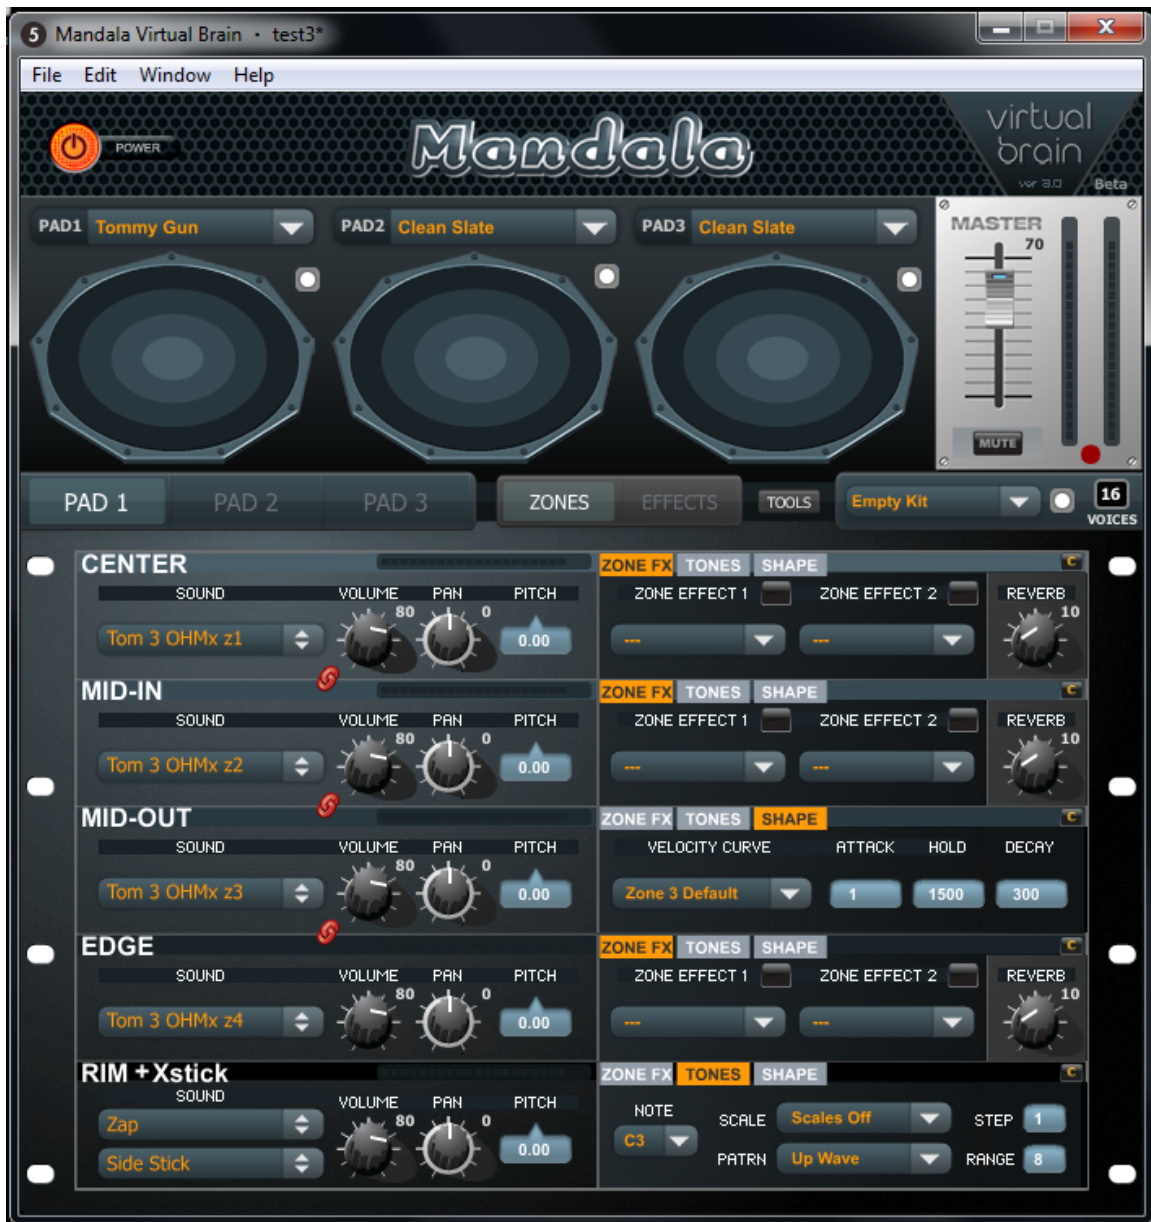 5 Mandala Virtual Brain · test3*
File Edit Window Help
POWER
Mandala
virtual
brain
ver 3.0 Beta
PAD1 Tommy Gun PAD2 Clean Slate PAD3 Clean Slate
MASTER
70
MUTE
PAD 1 PAD 2 PAD 3 ZONES EFFECTS TOOLS Empty Kit 16
VOICES
CENTER ZONE FX TONES SHAPE C
SOUND VOLUME PAN PITCH ZONE EFFECT 1 ZONE EFFECT 2 REVERB
80 0 10
Tom 3 OHMx z1 0.00 --- ---
MID-IN ZONE FX TONES SHAPE C
SOUND VOLUME PAN PITCH ZONE EFFECT 1 ZONE EFFECT 2 REVERB
80 0 10
Tom 3 OHMx z2 0.00 --- ---
MID-OUT ZONE FX TONES SHAPE C
SOUND VOLUME PAN PITCH VELOCITY CURVE ATTACK HOLD DECAY
80 0
Tom 3 OHMx z3 0.00 Zone 3 Default 1 1500 300
EDGE ZONE FX TONES SHAPE C
SOUND VOLUME PAN PITCH ZONE EFFECT 1 ZONE EFFECT 2 REVERB
80 0 10
Tom 3 OHMx z4 0.00 --- ---
RIM + Xstick ZONE FX TONES SHAPE C
SOUND VOLUME PAN PITCH NOTE SCALE Scales Off STEP 1
Zap 80 0
Side Stick 0.00 C3 PATRN Up Wave RANGE 8